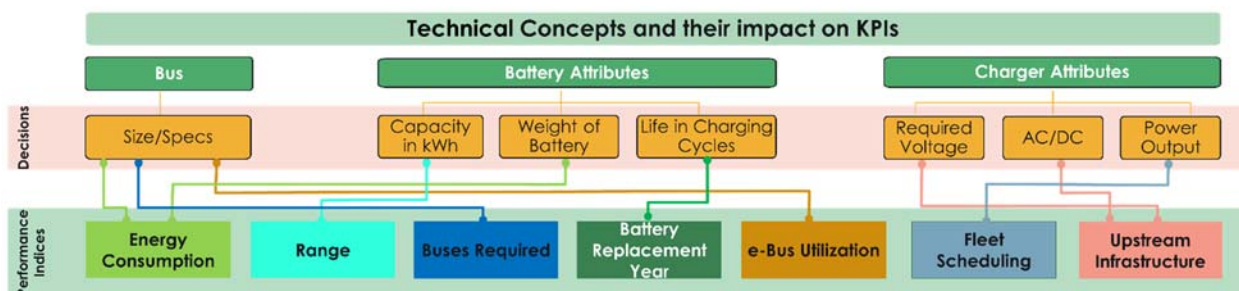 Technical Concepts and their impact on KPIs
Bus
Battery Attributes
Charger Attributes
Decisions
Size/Specs
Capacity
in kWh
Weight of
Battery
Life in Charging
Cycles
Required
Voltage
AC/DC
Power
Output
Performance
Indices
Energy
Consumption
Range
Buses Required
Battery
Replacement
Year
e-Bus Utilization
Fleet
Scheduling
Upstream
Infrastructure